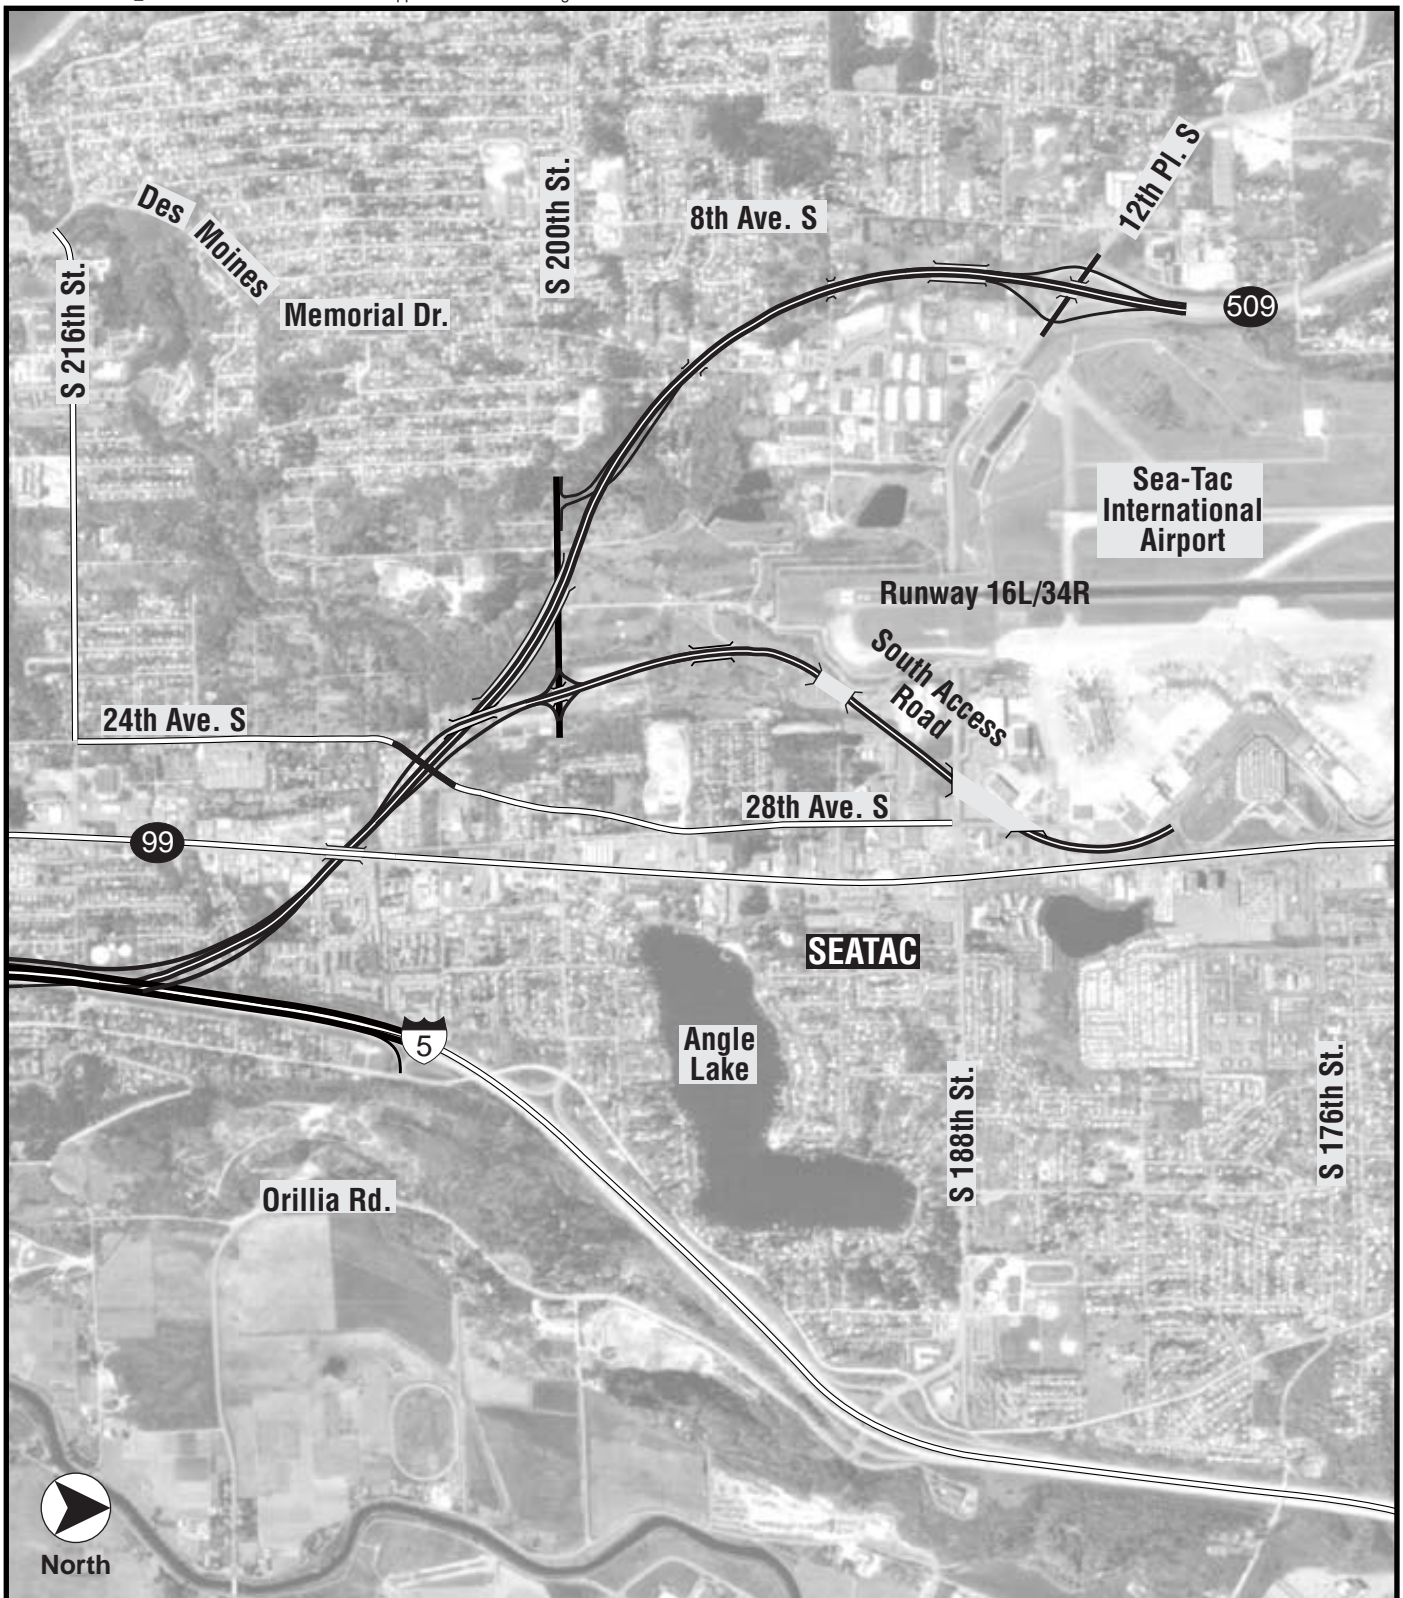 12th Pl. S
S 200th St.
8th Ave. S
Des Moines
Memorial Dr.
S 216th St.
509
Sea-Tac
International
Airport
Runway 16L/34R
South Access
Road
24th Ave. S
28th Ave. S
99
SEATAC
5
Angle
Lake
S 188th St.
S 176th St.
Orillia Rd.
North